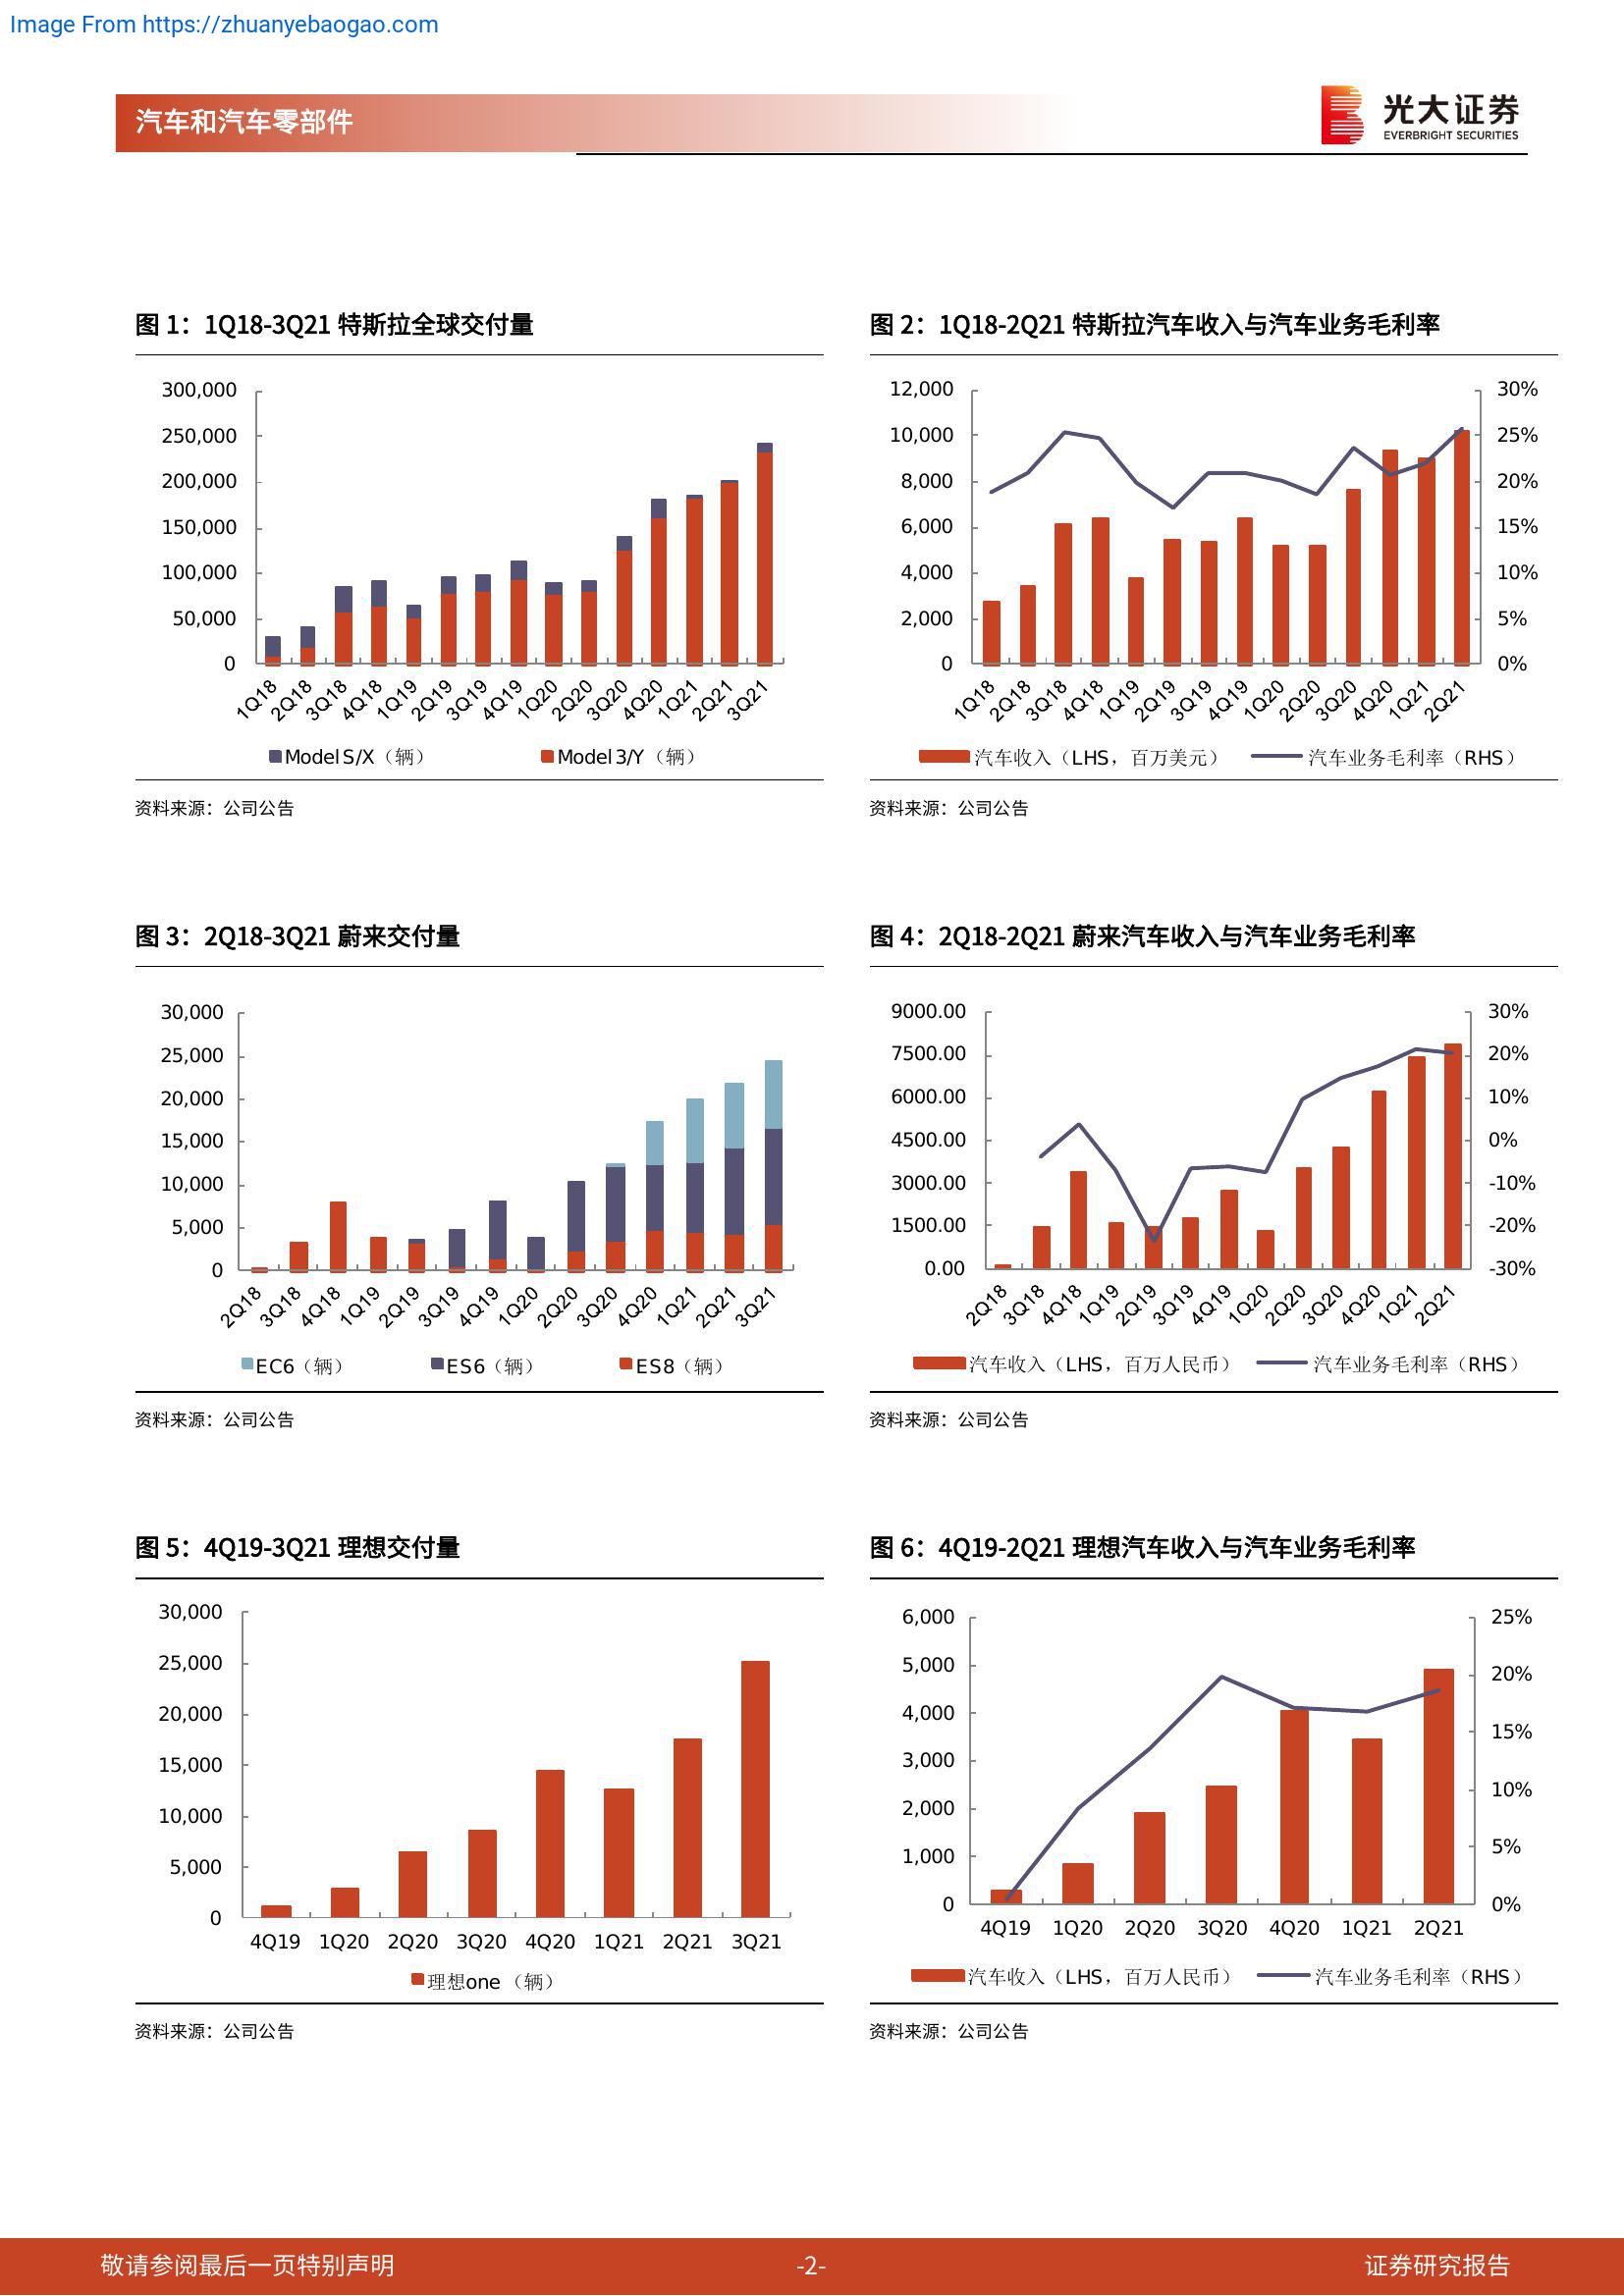 Image From https://zhuanyebaogao.com
汽车和汽车零部件
光大证券
EVERBRIGHT SECURITIES
图 1：1Q18-3Q21 特斯拉全球交付量
300,000
250,000
200,000
150,000
100,000
50,000
0
1Q18 2Q18 3Q18 4Q18 1Q19 2Q19 3Q19 4Q19 1Q20 2Q20 3Q20 4Q20 1Q21 2Q21 3Q21
Model S/X（辆） Model 3/Y（辆）
资料来源：公司公告
图 2：1Q18-2Q21 特斯拉汽车收入与汽车业务毛利率
12,000 30%
10,000 25%
8,000 20%
6,000 15%
4,000 10%
2,000 5%
0 0%
1Q18 2Q18 3Q18 4Q18 1Q19 2Q19 3Q19 4Q19 1Q20 2Q20 3Q20 4Q20 1Q21 2Q21
汽车收入（LHS，百万美元） 汽车业务毛利率（RHS）
资料来源：公司公告
图 3：2Q18-3Q21 蔚来交付量
30,000
25,000
20,000
15,000
10,000
5,000
0
2Q18 3Q18 4Q18 1Q19 2Q19 3Q19 4Q19 1Q20 2Q20 3Q20 4Q20 1Q21 2Q21 3Q21
EC6（辆） ES6（辆） ES8（辆）
资料来源：公司公告
图 4：2Q18-2Q21 蔚来汽车收入与汽车业务毛利率
9000.00 30%
7500.00 20%
6000.00 10%
4500.00 0%
3000.00 -10%
1500.00 -20%
0.00 -30%
2Q18 3Q18 4Q18 1Q19 2Q19 3Q19 4Q19 1Q20 2Q20 3Q20 4Q20 1Q21 2Q21
汽车收入（LHS，百万人民币） 汽车业务毛利率（RHS）
资料来源：公司公告
图 5：4Q19-3Q21 理想交付量
30,000
25,000
20,000
15,000
10,000
5,000
0
4Q19 1Q20 2Q20 3Q20 4Q20 1Q21 2Q21 3Q21
理想one（辆）
资料来源：公司公告
图 6：4Q19-2Q21 理想汽车收入与汽车业务毛利率
6,000 25%
5,000 20%
4,000 15%
3,000 10%
2,000 5%
1,000 0%
0
4Q19 1Q20 2Q20 3Q20 4Q20 1Q21 2Q21
汽车收入（LHS，百万人民币） 汽车业务毛利率（RHS）
资料来源：公司公告
敬请参阅最后一页特别声明 -2- 证券研究报告